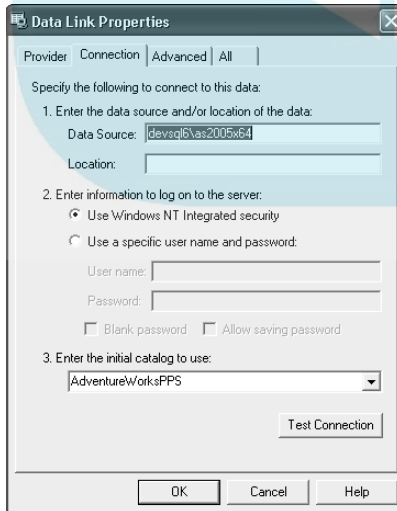 Data Link Properties
Provider Connection Advanced All
Specify the following to connect to this data:
1. Enter the data source and/or location of the data:
Data Source: devsql6\as2005x64
Location:
2. Enter information to log on to the server:
Use Windows NT Integrated security
Use a specific user name and password:
User name:
Password:
Blank password Allow saving password
3. Enter the initial catalog to use:
AdventureWorksPPS
Test Connection
OK Cancel Help